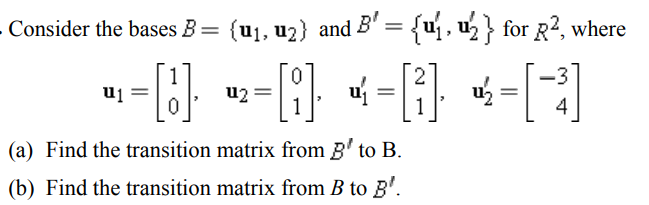 Consider the bases B = {u₁, u₂} and B′ = {u′₁, u′₂} for R², where
u₁ = [1 0], u₂ = [0 1], u′₁ = [2 1], u′₂ = [−3 4]
(a) Find the transition matrix from B′ to B.
(b) Find the transition matrix from B to B′.